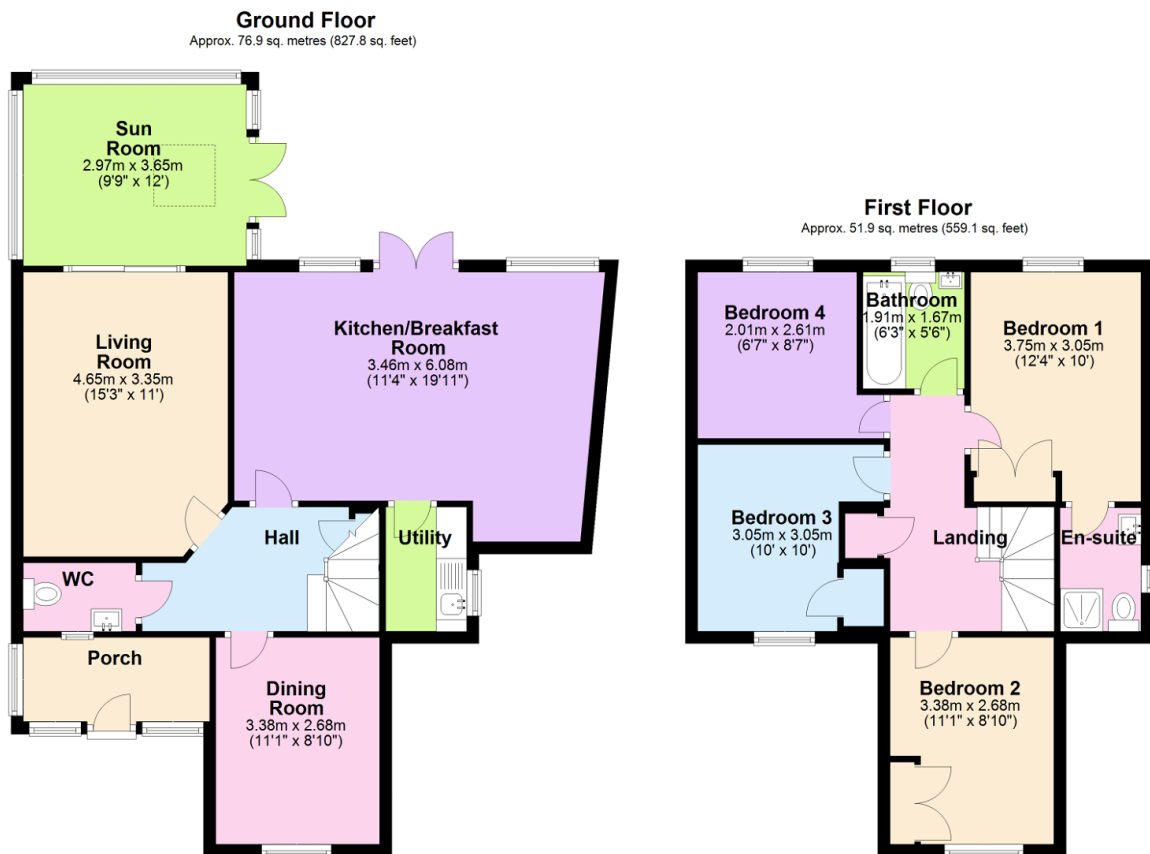 Ground Floor
Approx. 76.9 sq. metres (827.8 sq. feet)
Sun
Room
2.97m x 3.65m
(9'9" x 12')
Living
Room
4.65m x 3.35m
(15'3" x 11')
Kitchen/Breakfast
Room
3.46m x 6.08m
(11'4" x 19'11")
Hall
Utility
WC
Porch
Dining
Room
3.38m x 2.68m
(11'1" x 8'10")
First Floor
Approx. 51.9 sq. metres (559.1 sq. feet)
Bedroom 4
2.01m x 2.61m
(6'7" x 8'7")
Bathroom
1.91m x 1.67m
(6'3" x 5'6")
Bedroom 1
3.75m x 3.05m
(12'4" x 10')
Bedroom 3
3.05m x 3.05m
(10' x 10')
Landing
En-suite
Bedroom 2
3.38m x 2.68m
(11'1" x 8'10")